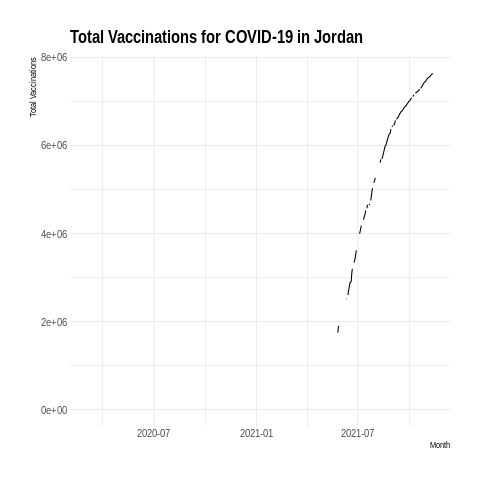 Total Vaccinations for COVID-19 in Jordan
Total Vaccinations
8e+06
6e+06
4e+06
2e+06
0e+00
2020-07 2021-01 2021-07
Month